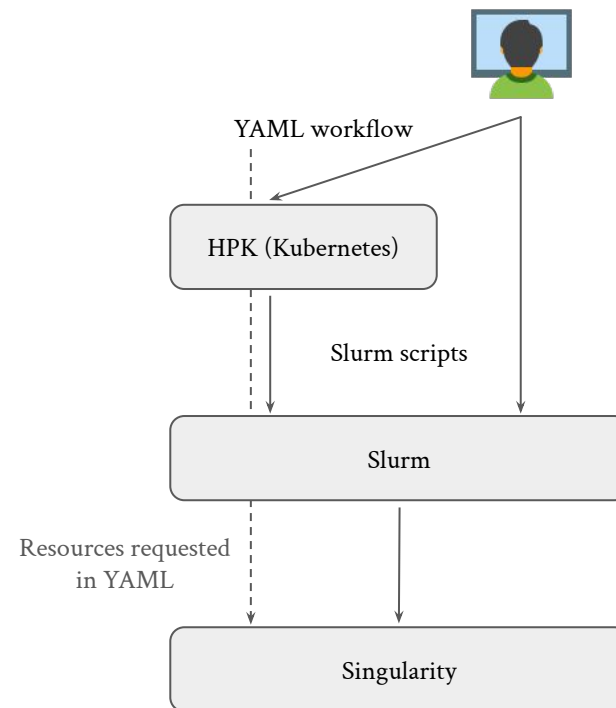 YAML workflow
HPK (Kubernetes)
Slurm scripts
Slurm
Resources requested
in YAML
Singularity